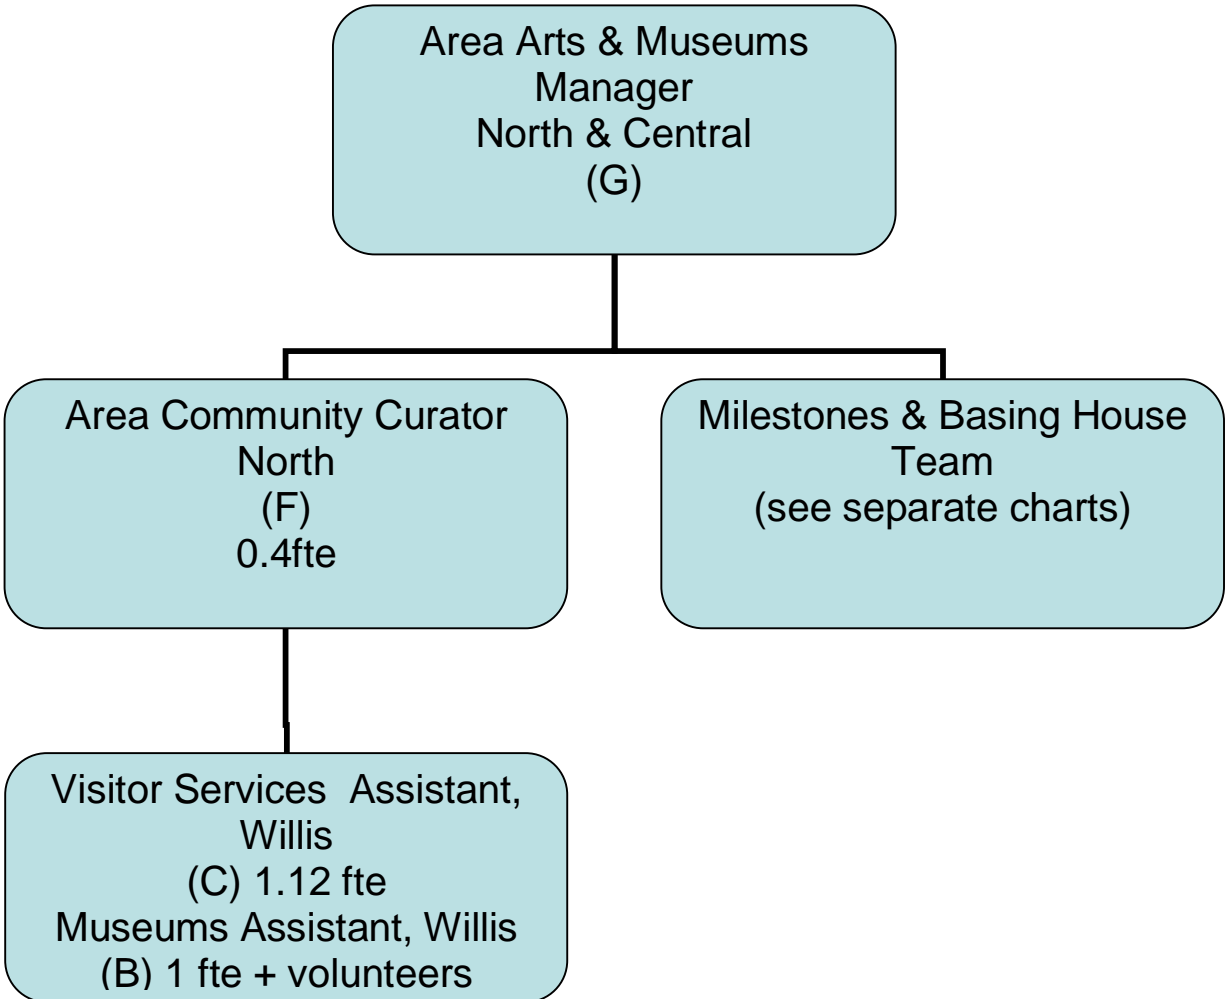 Area Arts & Museums
Manager
North & Central
(G)
Area Community Curator
North
(F)
0.4fte
Milestones & Basing House
Team
(see separate charts)
Visitor Services  Assistant,
Willis
(C) 1.12 fte
Museums Assistant, Willis
(B) 1 fte + volunteers